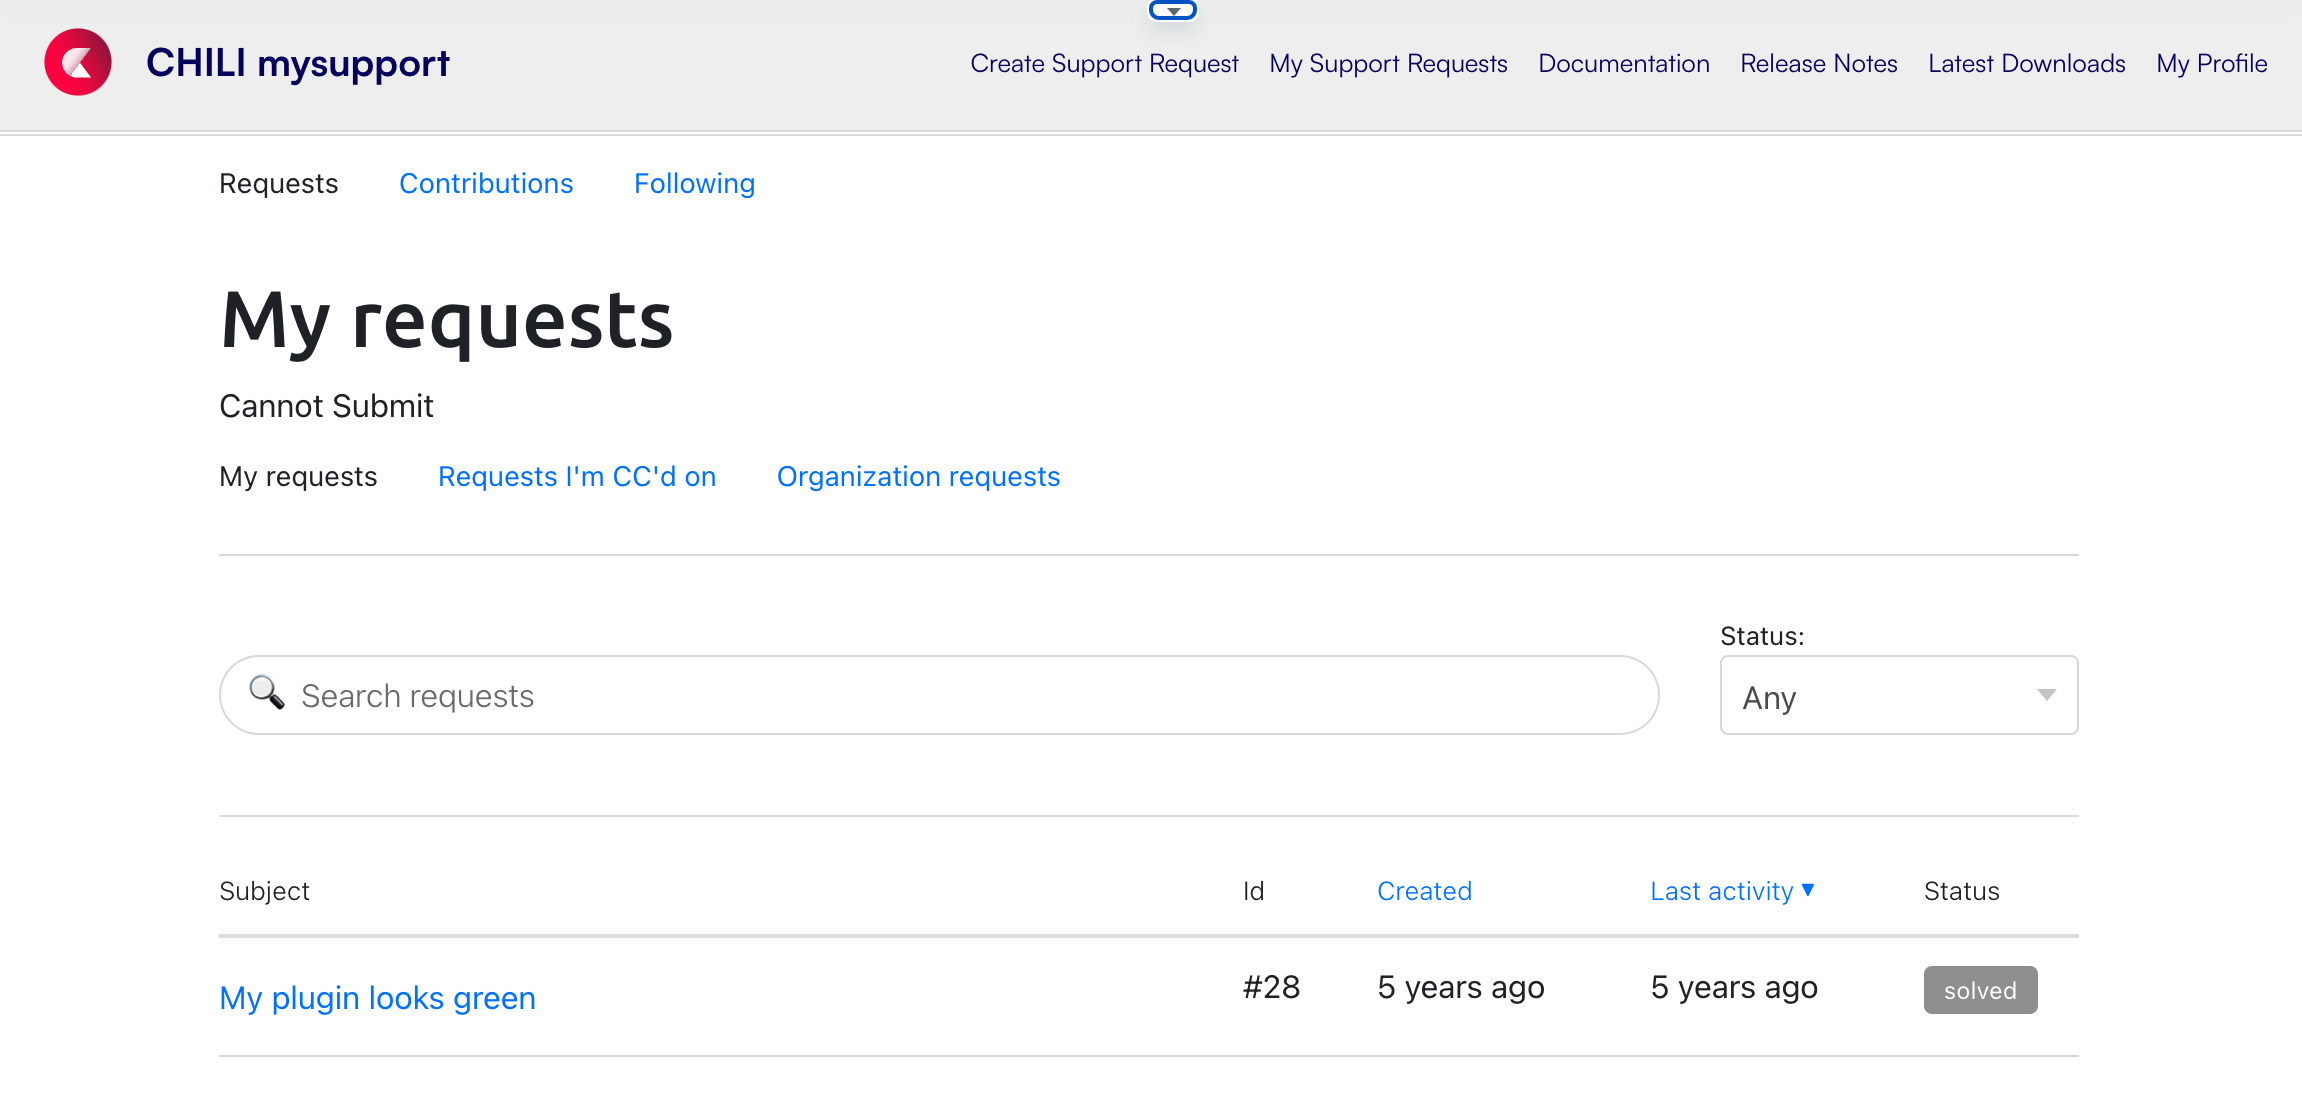 CHILI mysupport
Create Support Request My Support Requests Documentation Release Notes Latest Downloads My Profile
Requests Contributions Following
My requests
Cannot Submit
My requests Requests I'm CC'd on Organization requests
Status:
Search requests Any
Subject Id Created Last activity ▼ Status
My plugin looks green #28 5 years ago 5 years ago solved